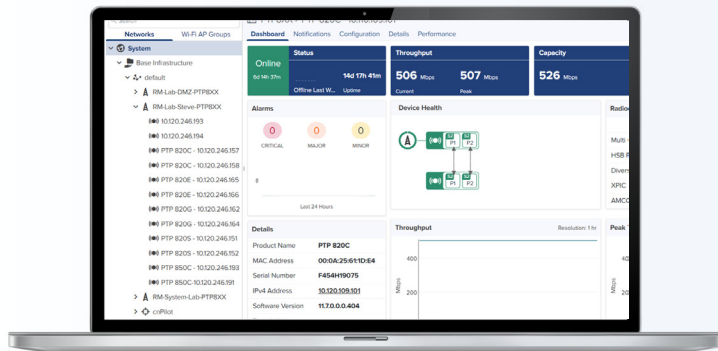 Networks
Wi-Fi AP Groups
System
Base Infrastructure
default
RM-Lab-DMZ-PTP8XX
RM-Lab-Steve-PTP8XX
10.120.246.193
10.120.246.194
PTP 820C - 10.120.246.157
PTP 820C - 10.120.246.158
PTP 820E - 10.120.246.165
PTP 820E - 10.120.246.166
PTP 820G - 10.120.246.162
PTP 820G - 10.120.246.164
PTP 820S - 10.120.246.151
PTP 820S - 10.120.246.152
PTP 850C - 10.120.246.193
PTP 850C-10.120.246.191
RM-System-Lab-PTP8XX
cnPilot
Dashboard Notifications Configuration Details Performance
Online
6d 14h 37m
Status
14d 17h 41m
Offline Last W... Uptime
Throughput
506 Mbps 507 Mbps
Current Peak
Capacity
526 Mbps
Alarms
0 0 0
CRITICAL MAJOR MINOR
0
Last 24 Hours
Device Health
P1 P2
P1 P2
Multi
HSB
Divers
XPIC
AMCC
Details
Product Name PTP 820C
MAC Address 00:0A:25:61:1D:E4
Serial Number F454H19075
IPv4 Address 10.120.109.101
Software Version 11.7.0.0.0.404
Throughput Resolution: 1 hr
Mbps
400
200
Peak
Mbps